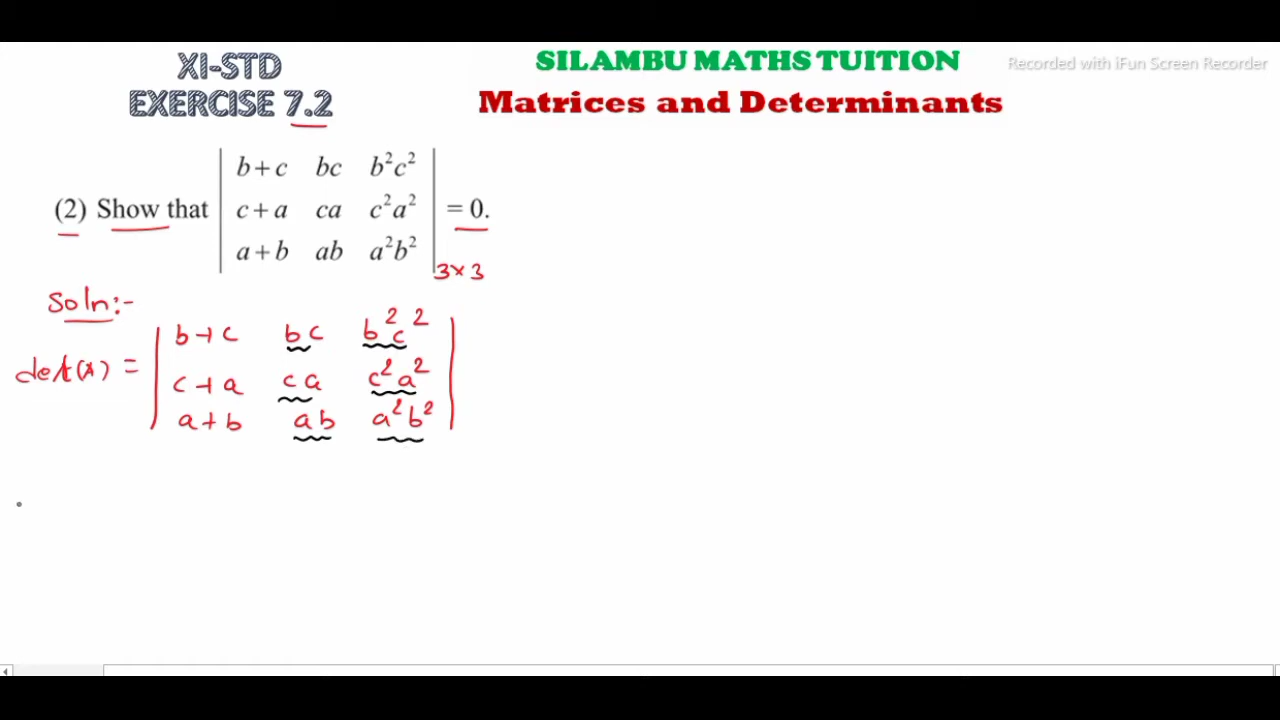 XI-STD
EXERCISE 7.2
SILAMBU MATHS TUITION
Matrices and Determinants
Recorded with iFun Screen Recorder
b+c bc b²c²
(2) Show that | c+a ca c²a² | = 0.
a+b ab a²b²
3×3
Soln:-
b+c bc b²c²
det(A) = | c+a ca c²a² |
a+b ab a²b²